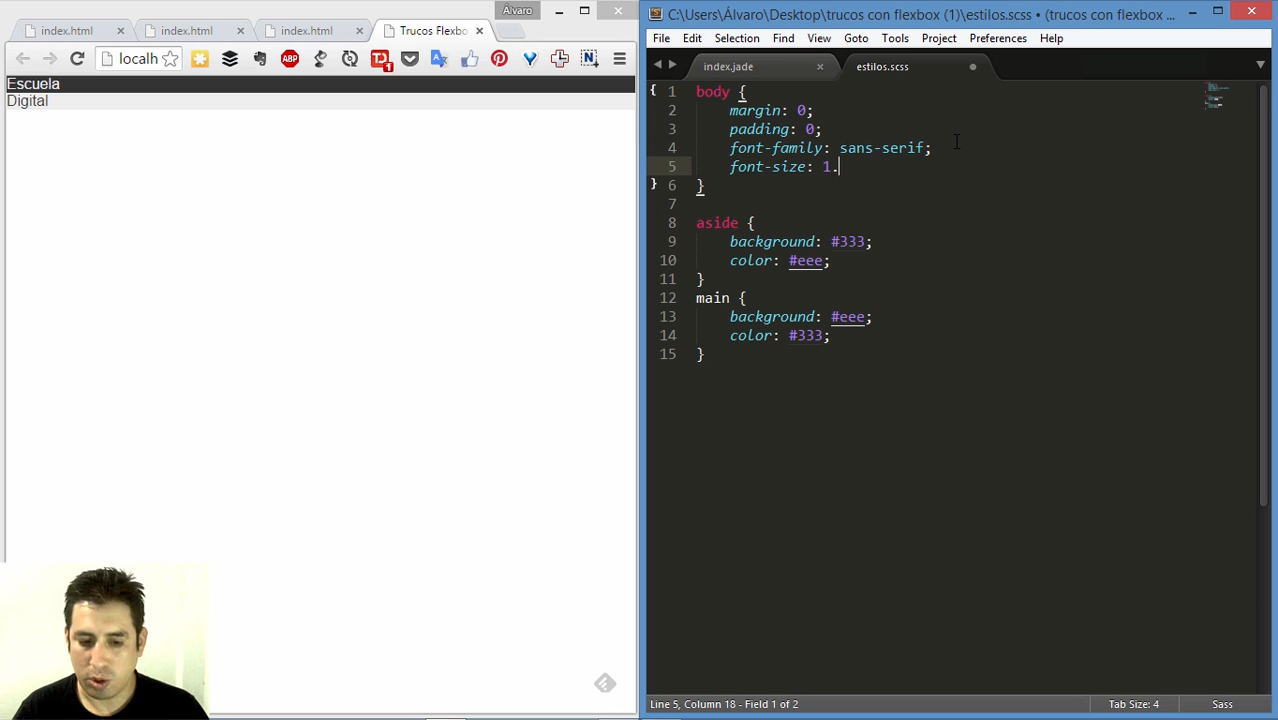 Alvaro
index.html
index.html
index.html
Trucos Flexbo
localh
ABP
TD
1
Escuela
Digital
C:\Users\Álvaro\Desktop\trucos con flexbox (1)\estilos.scss • (trucos con flexbox ...
File Edit Selection Find View Goto Tools Project Preferences Help
index.jade
estilos.scss
1 body {
2 margin: 0;
3 padding: 0;
4 font-family: sans-serif;
5 font-size: 1.
6 }
7
8 aside {
9 background: #333;
10 color: #eee;
11 }
12 main {
13 background: #eee;
14 color: #333;
15 }
Line 5, Column 18 - Field 1 of 2
Tab Size: 4
Sass